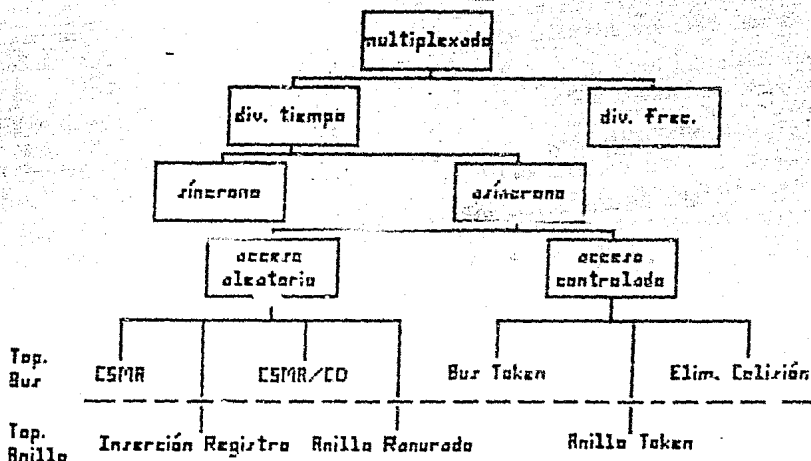 multiplexado
div. tiempo
div. frec.
síncrono
asíncrono
acceso
aleatorio
acceso
controlado
Top.
Bus
CSMA
CSMA/CD
Bus Token
Elim. Colisión
Top.
Anillo
Inserción Registro
Anillo Ranurado
Anillo Token